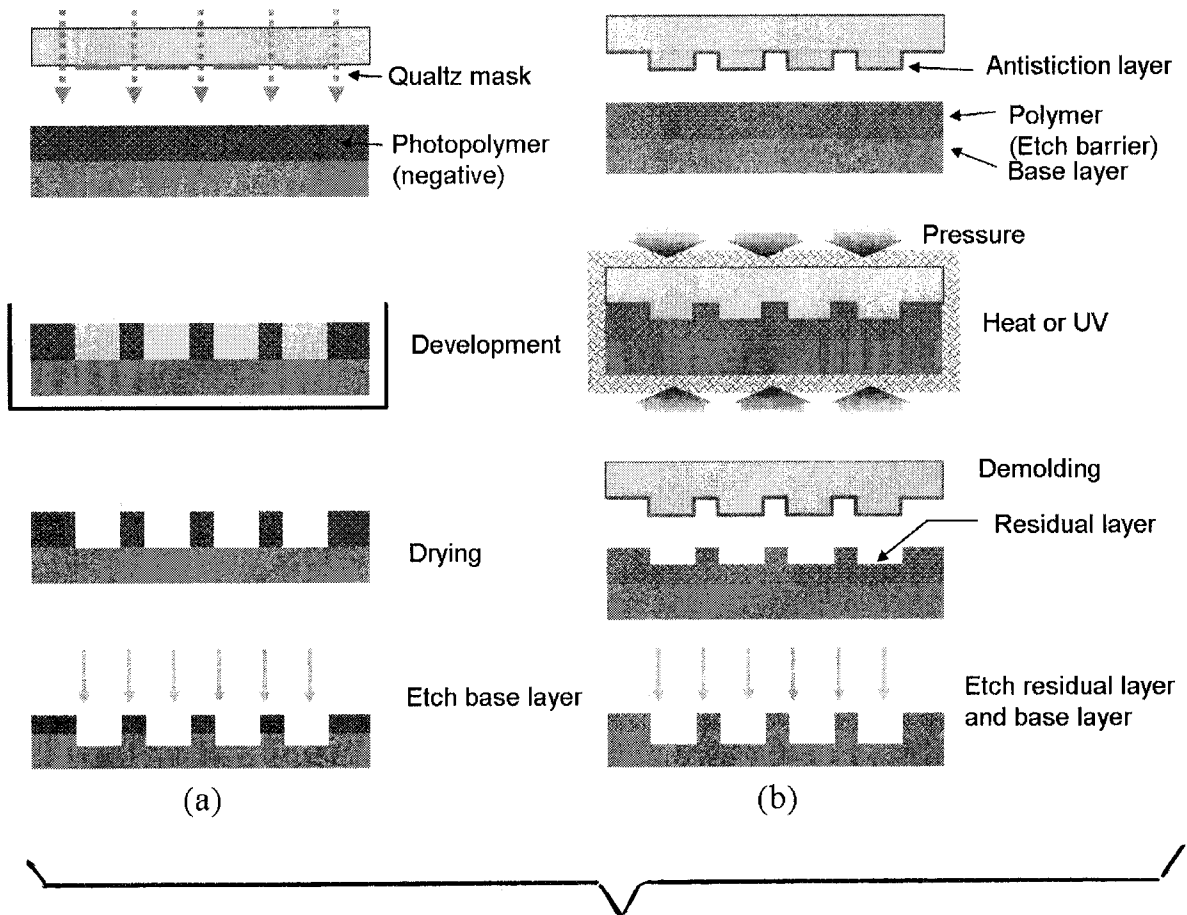 Qualtz mask
Photopolymer
(negative)
Development
Drying
Etch base layer
(a)
Antistiction layer
Polymer
(Etch barrier)
Base layer
Pressure
Heat or UV
Demolding
Residual layer
Etch residual layer
and base layer
(b)